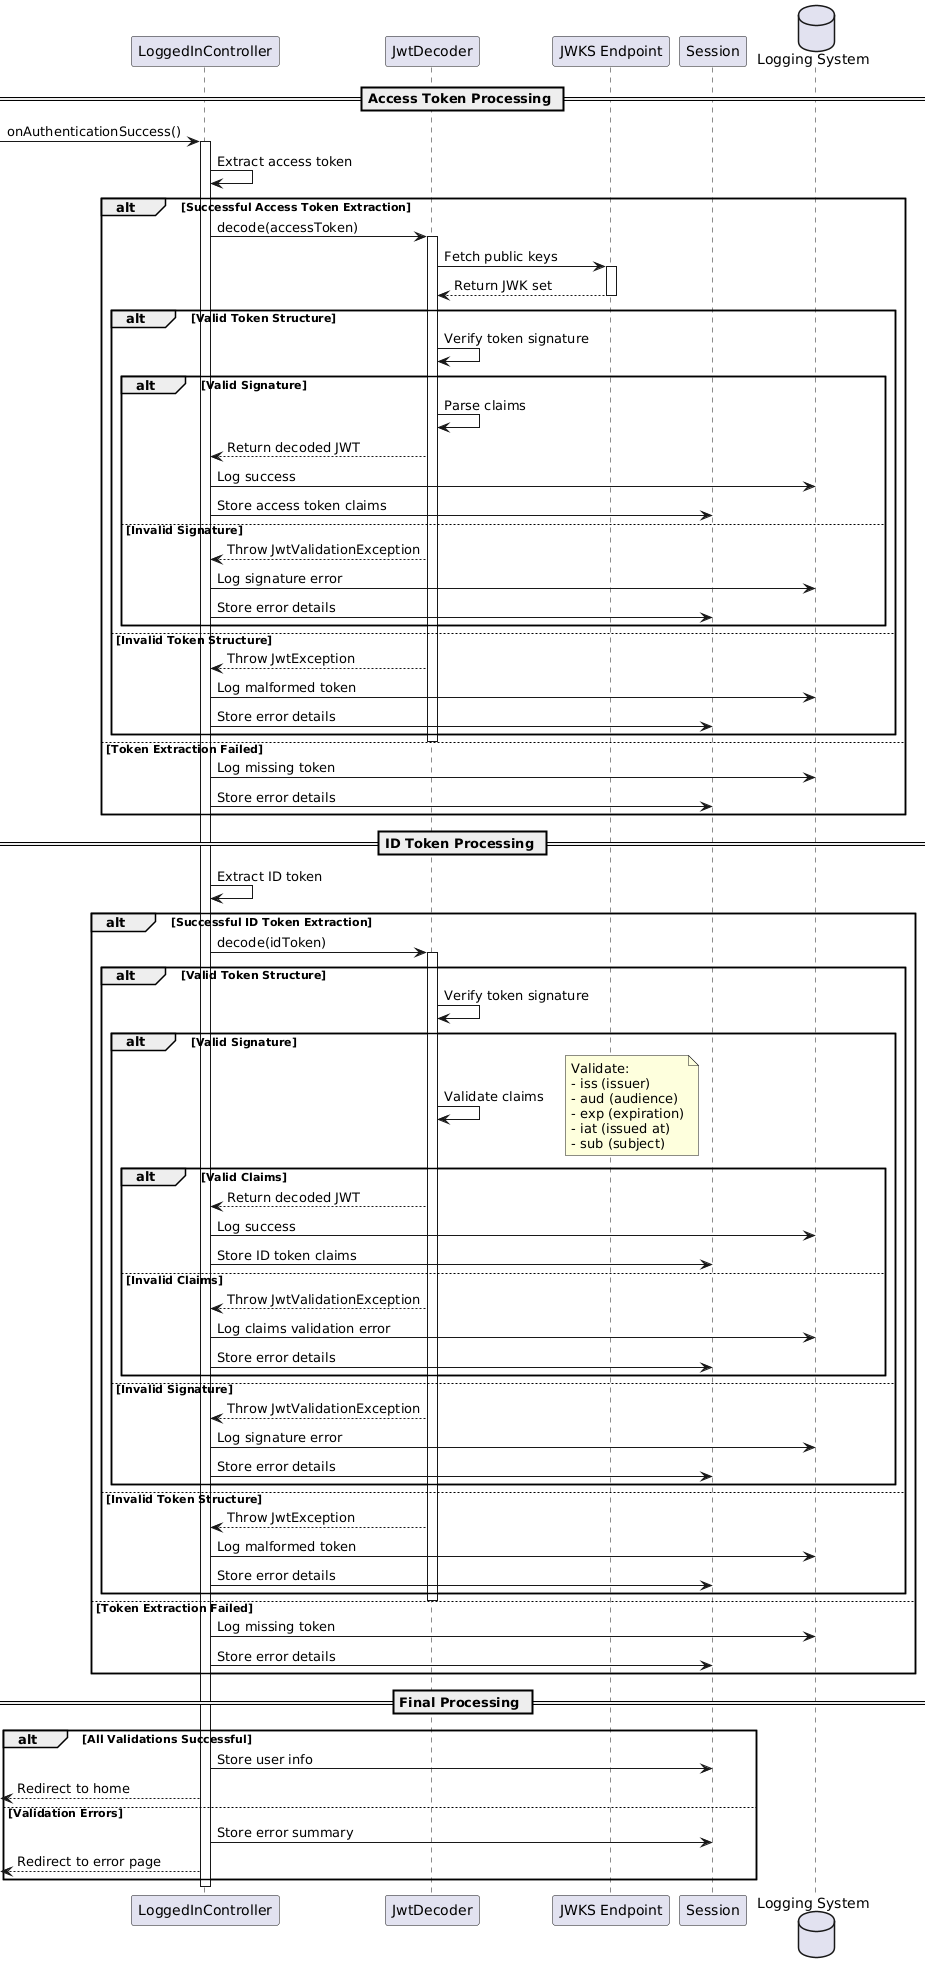 LoggedInController
JwtDecoder
JWKS Endpoint
Session
Logging System
Access Token Processing
onAuthenticationSuccess()
Extract access token
alt
[Successful Access Token Extraction]
decode(accessToken)
Fetch public keys
Return JWK set
alt
[Valid Token Structure]
Verify token signature
alt
[Valid Signature]
Parse claims
Return decoded JWT
Log success
Store access token claims
[Invalid Signature]
Throw JwtValidationException
Log signature error
Store error details
[Invalid Token Structure]
Throw JwtException
Log malformed token
Store error details
[Token Extraction Failed]
Log missing token
Store error details
ID Token Processing
Extract ID token
alt
[Successful ID Token Extraction]
decode(idToken)
alt
[Valid Token Structure]
Verify token signature
alt
[Valid Signature]
Validate claims
Validate:
- iss (issuer)
- aud (audience)
- exp (expiration)
- iat (issued at)
- sub (subject)
alt
[Valid Claims]
Return decoded JWT
Log success
Store ID token claims
[Invalid Claims]
Throw JwtValidationException
Log claims validation error
Store error details
[Invalid Signature]
Throw JwtValidationException
Log signature error
Store error details
[Invalid Token Structure]
Throw JwtException
Log malformed token
Store error details
[Token Extraction Failed]
Log missing token
Store error details
Final Processing
alt
[All Validations Successful]
Store user info
Redirect to home
[Validation Errors]
Store error summary
Redirect to error page
LoggedInController
JwtDecoder
JWKS Endpoint
Session
Logging System